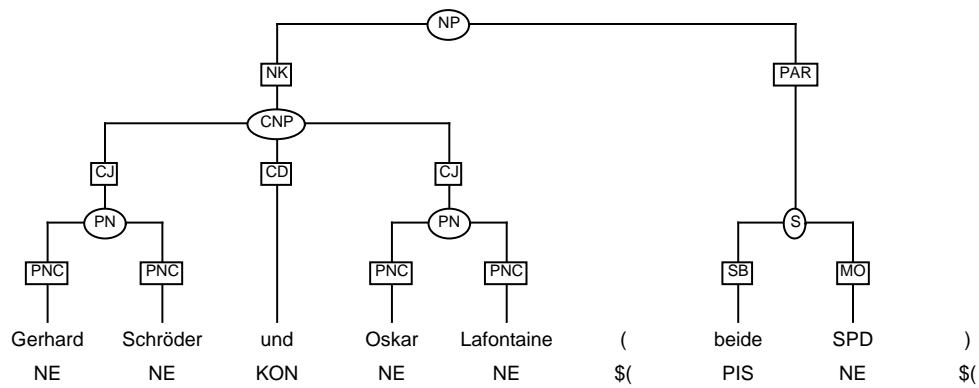 NP
NK PAR
CNP
CJ CD CJ
PN PN S
PNC PNC PNC PNC SB MO
Gerhard Schröder und Oskar Lafontaine ( beide SPD )
NE NE KON NE NE $( PIS NE $(